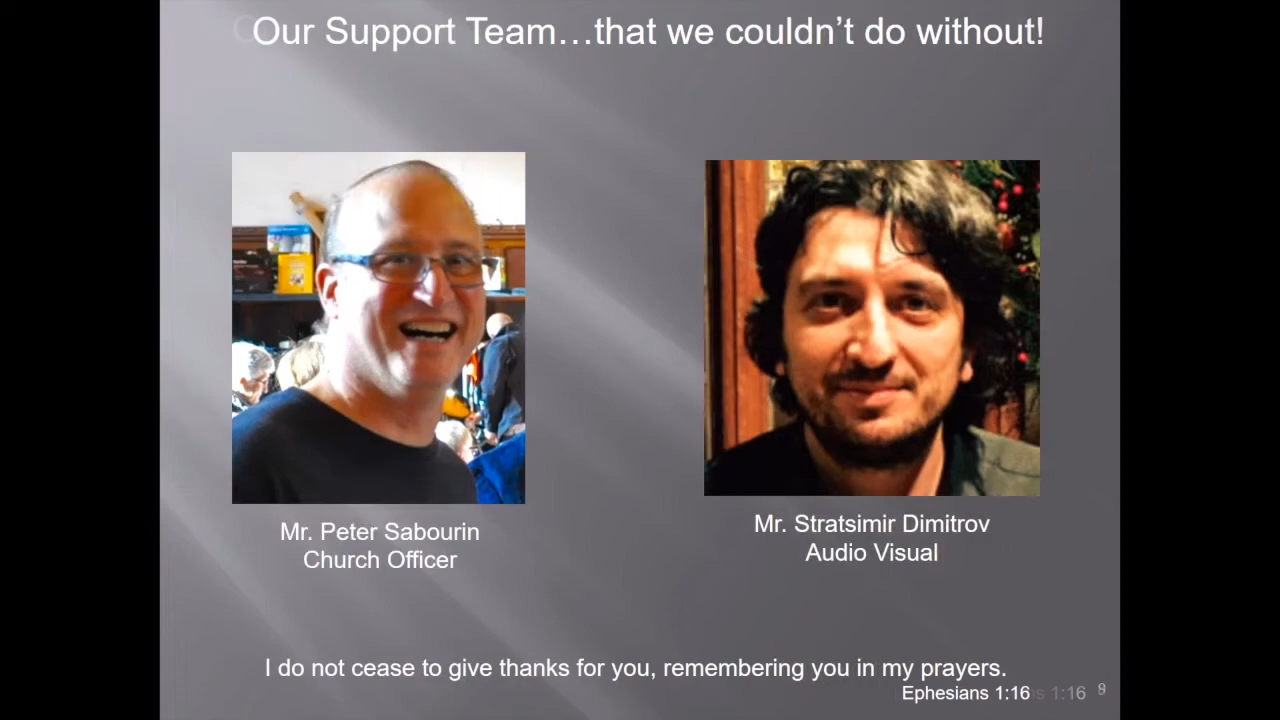 Our Support Team…that we couldn’t do without!
Mr. Peter Sabourin
Church Officer
Mr. Stratsimir Dimitrov
Audio Visual
I do not cease to give thanks for you, remembering you in my prayers.
Ephesians 1:16